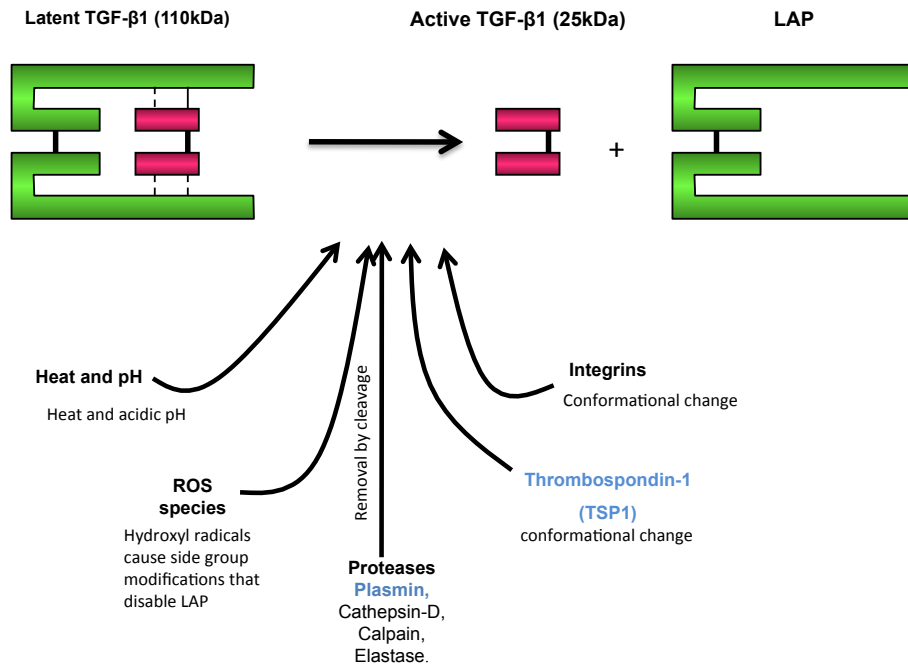 Latent TGF-β1 (110kDa)
Active TGF-β1 (25kDa)
LAP
+
Heat and pH
Heat and acidic pH
ROS
species
Hydroxyl radicals
cause side group
modifications that
disable LAP
Removal by cleavage
Proteases
Plasmin,
Cathepsin-D,
Calpain,
Elastase.
Integrins
Conformational change
Thrombospondin-1
(TSP1)
conformational change